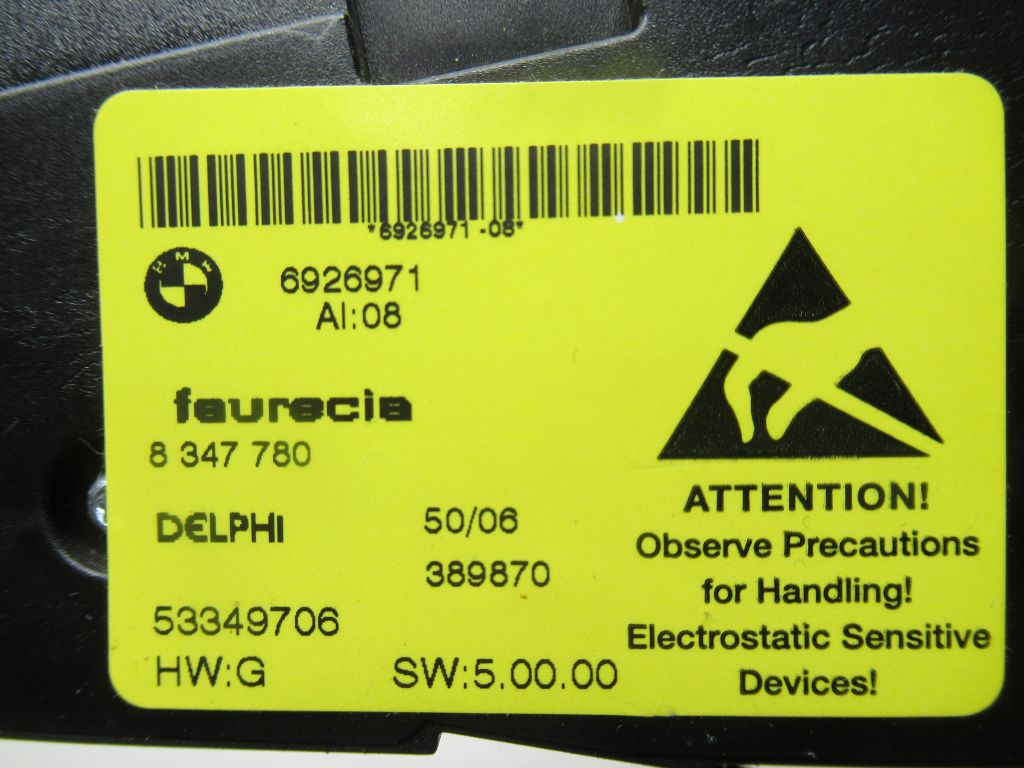 *6926971-08*
BMW
6926971
AI:08
faurecia
8 347 780
DELPHI
50/06
389870
53349706
HW:G
SW:5.00.00
ATTENTION!
Observe Precautions
for Handling!
Electrostatic Sensitive
Devices!